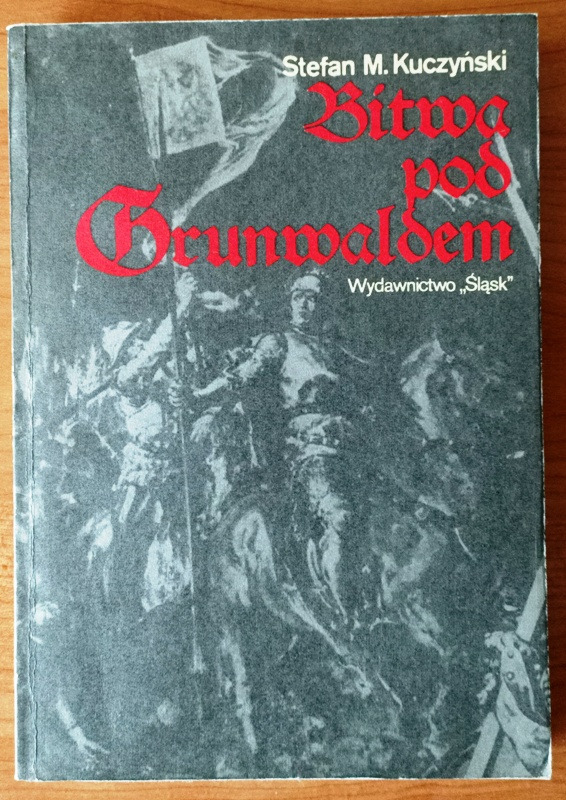 Stefan M. Kuczyński
Bitwa
pod
Grunwaldem
Wydawnictwo „Śląsk”